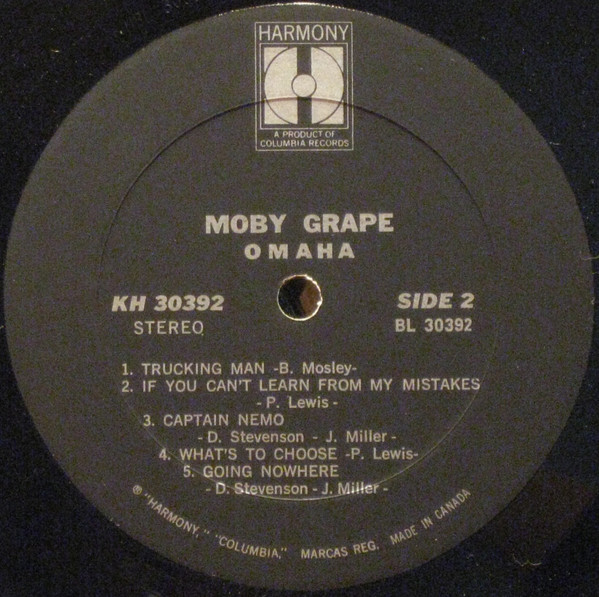 HARMONY
A PRODUCT OF
COLUMBIA RECORDS
MOBY GRAPE
OMAHA
KH 30392
SIDE 2
STEREO
BL 30392
1. TRUCKING MAN -B. Mosley-
2. IF YOU CAN'T LEARN FROM MY MISTAKES
-P. Lewis-
3. CAPTAIN NEMO
-D. Stevenson - J. Miller-
4. WHAT'S TO CHOOSE -P. Lewis-
5. GOING NOWHERE
-D. Stevenson - J. Miller-
® "HARMONY," "COLUMBIA," MARCAS REG. MADE IN CANADA